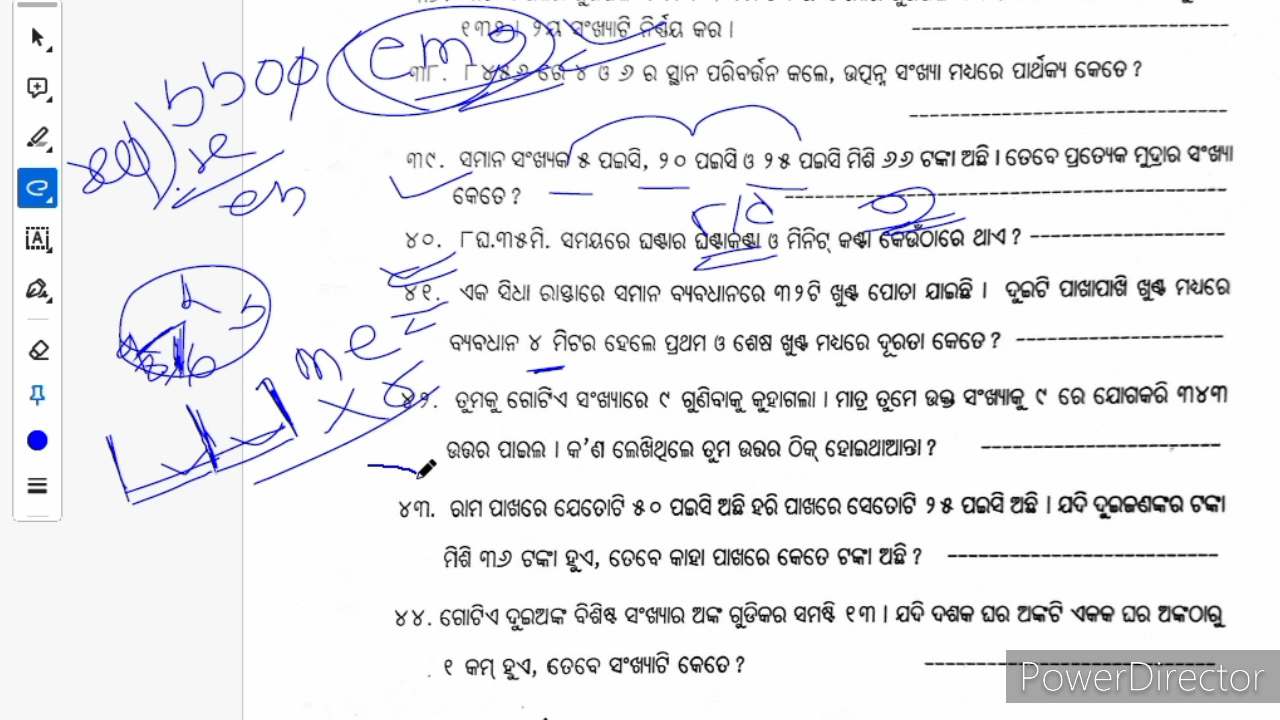 ୧୩୫। ୨ୟ ସଂଖ୍ୟାଟି ନିର୍ଣ୍ଣୟ କର।
୩୮. ୮୪୫୬ ରେ ୪ ଓ ୬ ର ସ୍ଥାନ ପରିବର୍ତ୍ତନ କଲେ, ଉତ୍ପନ୍ନ ସଂଖ୍ୟା ମଧ୍ୟରେ ପାର୍ଥକ୍ୟ କେତେ?
୩୯. ସମାନ ସଂଖ୍ୟକ ୫ ପଇସି, ୨୦ ପଇସି ଓ ୨୫ ପଇସି ମିଶି ୬୬ ଟଙ୍କା ଅଛି। ତେବେ ପ୍ରତ୍ୟେକ ମୁଦ୍ରାର ସଂଖ୍ୟା
କେତେ?
୪୦. ୮ଘ.୩୫ମି. ସମୟରେ ଘଣ୍ଟାର ଘଣ୍ଟାକଣ୍ଟା ଓ ମିନିଟ୍ କଣ୍ଟା କେଉଁଠାରେ ଥାଏ?
୪୧. ଏକ ସିଧା ରାସ୍ତାରେ ସମାନ ବ୍ୟବଧାନରେ ୩୨ଟି ଖୁଣ୍ଟ ପୋତା ଯାଇଛି। ଦୁଇଟି ପାଖାପାଖି ଖୁଣ୍ଟ ମଧ୍ୟରେ
ବ୍ୟବଧାନ ୪ ମିଟର ହେଲେ ପ୍ରଥମ ଓ ଶେଷ ଖୁଣ୍ଟ ମଧ୍ୟରେ ଦୂରତା କେତେ?
୪୨. ତୁମକୁ ଗୋଟିଏ ସଂଖ୍ୟାରେ ୯ ଗୁଣିବାକୁ କୁହାଗଲା। ମାତ୍ର ତୁମେ ଉକ୍ତ ସଂଖ୍ୟାକୁ ୯ ରେ ଯୋଗକରି ୩୪୩
ଉତ୍ତର ପାଇଲ। କ'ଣ ଲେଖିଥିଲେ ତୁମ ଉତ୍ତର ଠିକ୍ ହୋଇଥାଆନ୍ତା?
୪୩. ରାମ ପାଖରେ ଯେତୋଟି ୫୦ ପଇସି ଅଛି ହରି ପାଖରେ ସେତୋଟି ୨୫ ପଇସି ଅଛି। ଯଦି ଦୁଇଜଣଙ୍କର ଟଙ୍କା
ମିଶି ୩୬ ଟଙ୍କା ହୁଏ, ତେବେ କାହା ପାଖରେ କେତେ ଟଙ୍କା ଅଛି?
୪୪. ଗୋଟିଏ ଦୁଇଅଙ୍କ ବିଶିଷ୍ଟ ସଂଖ୍ୟାର ଅଙ୍କ ଗୁଡିକର ସମଷ୍ଟି ୧୩। ଯଦି ଦଶକ ଘର ଅଙ୍କଟି ଏକକ ଘର ଅଙ୍କଠାରୁ
୧ କମ୍ ହୁଏ, ତେବେ ସଂଖ୍ୟାଟି କେତେ?
PowerDirector